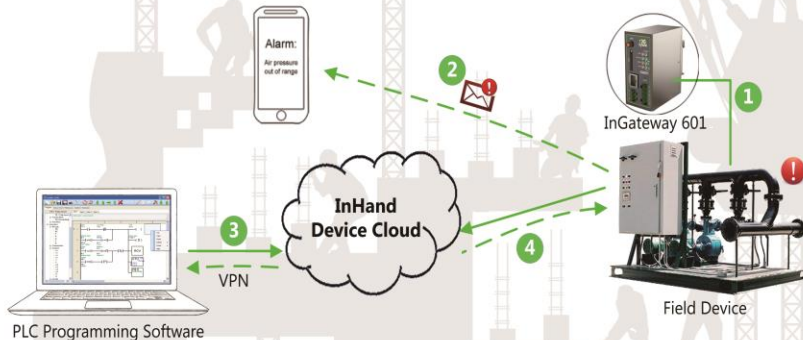 Alarm:
Air pressure
out of range
2
!
1
InGateway 601
!
InHand
Device Cloud
3
4
VPN
Field Device
PLC Programming Software